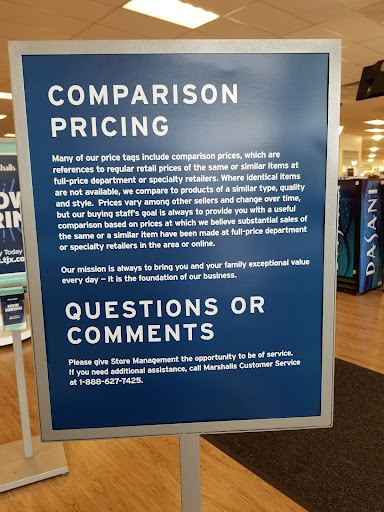 COMPARISON
PRICING
Many of our price tags include comparison prices, which are
references to regular retail prices of the same or similar items at
full-price department or specialty retailers. Where identical items
are not available, we compare to products of a similar type, quality
and style. Prices vary among other sellers and change over time,
but our buying staff's goal is always to provide you with a useful
comparison based on prices at which we believe substantial sales of
the same or a similar item have been made at full-price department
or specialty retailers in the area or online.
Our mission is always to bring you and your family exceptional value
every day – it is the foundation of our business.
QUESTIONS OR
COMMENTS
Please give Store Management the opportunity to be of service.
If you need additional assistance, call Marshalls Customer Service
at 1-888-627-7425.
DASANI